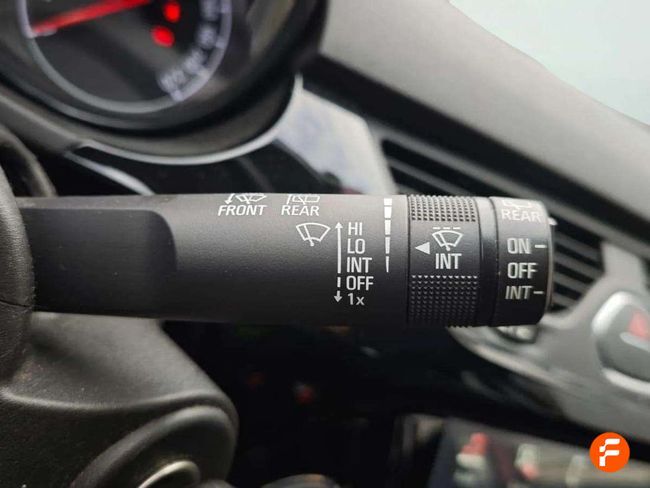 FRONT REAR
HI
LO
INT
OFF
1x
INT
REAR
ON
OFF
INT